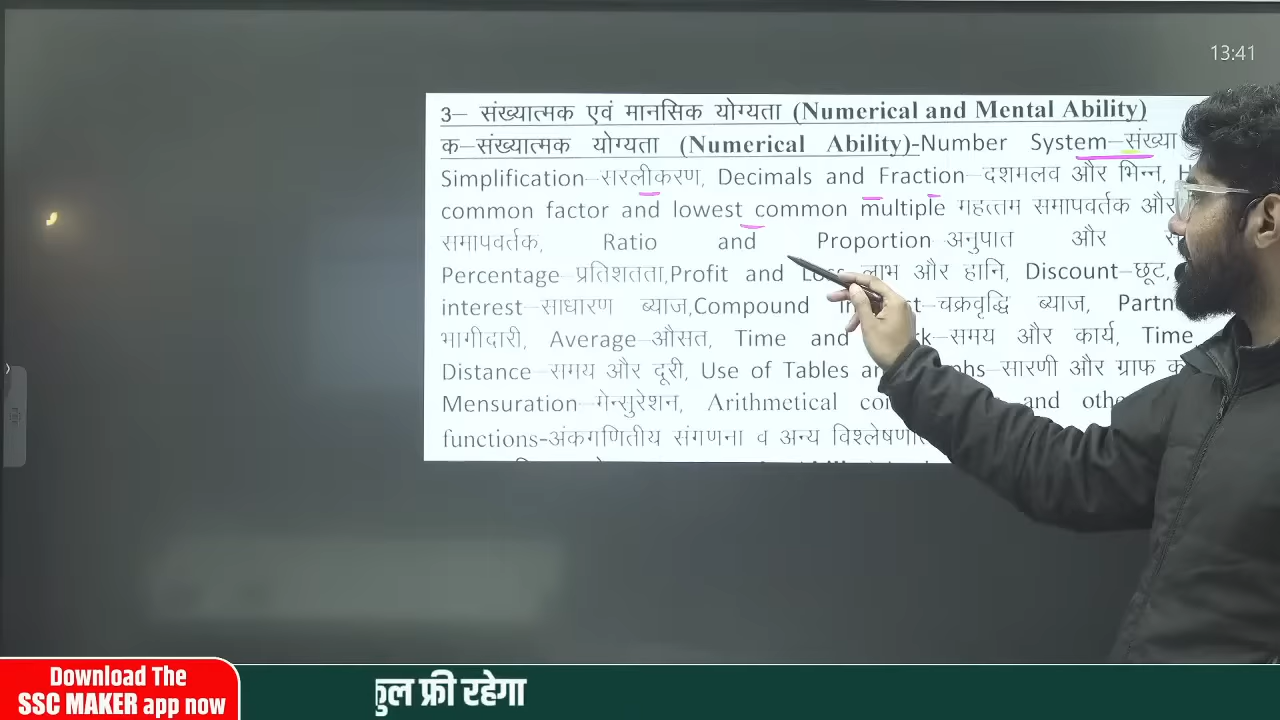 13:41
3– संख्यात्मक एवं मानसिक योग्यता (Numerical and Mental Ability)
क–संख्यात्मक योग्यता (Numerical Ability)-Number System–संख्या
Simplification–सरलीकरण, Decimals and Fraction–दशमलव और भिन्न, H
common factor and lowest common multiple महत्तम समापवर्तक और
समापवर्तक, Ratio and Proportion–अनुपात और
Percentage–प्रतिशतता,Profit and Loss–लाभ और हानि, Discount–छूट,
interest–साधारण ब्याज,Compound चक्रवृद्धि ब्याज,
भागीदारी, Average–औसत, Time and समय और कार्य, Time
Distance–समय और दूरी, Use of Tables सारणी और ग्राफ
Mensuration–मेन्सुरेशन, Arithmetical and
functions-अंकगणितीय संगणना व अन्य
Download The
SSC MAKER app now
फ्री रहेगा